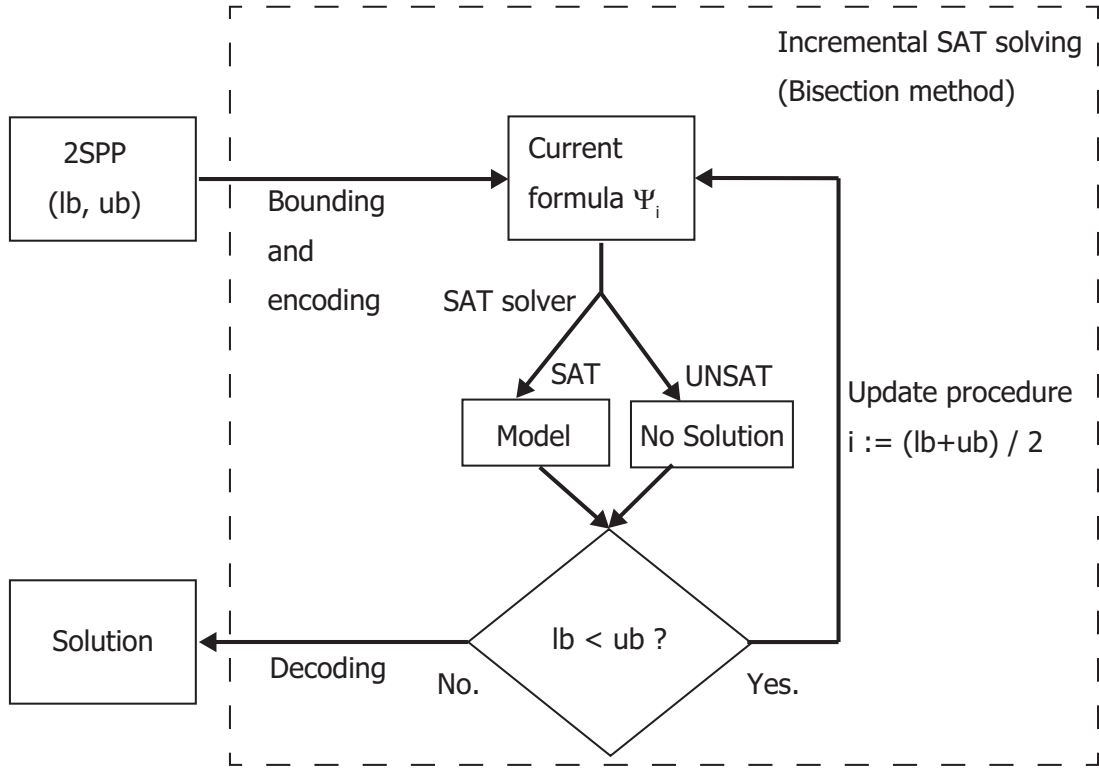 Incremental SAT solving
(Bisection method)
2SPP
(lb, ub)
Bounding
and
encoding
Current
formula Ψi
SAT solver
SAT
UNSAT
Model
No Solution
Update procedure
i := (lb+ub) / 2
lb < ub ?
Solution
Decoding
No.
Yes.